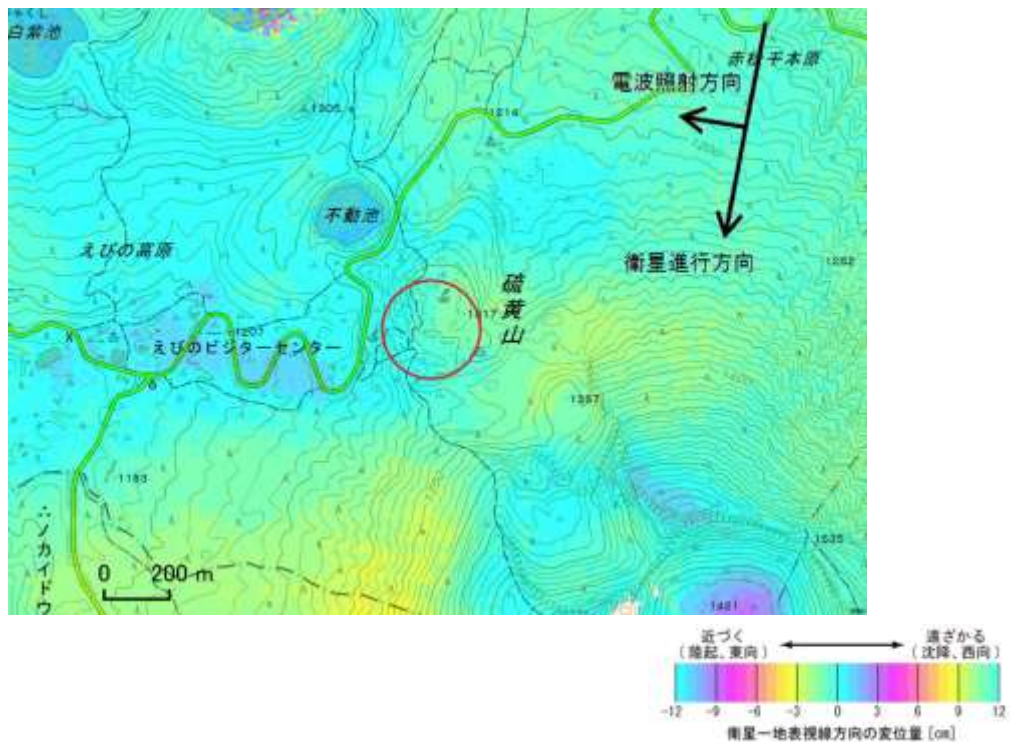 白紫池
赤松千本原
電波照射方向
1305
1216
不動池
えびの高原
衛星進行方向
1282
硫黄山
1317
1207
えびのビジターセンター
1357
1183
1535
0 200 m
∴ノカイドウ
1481
近づく
(隆起、東向)
遠ざかる
(沈降、西向)
-12 -9 -6 -3 0 3 6 9 12
衛星−地表視線方向の変位量 [cm]